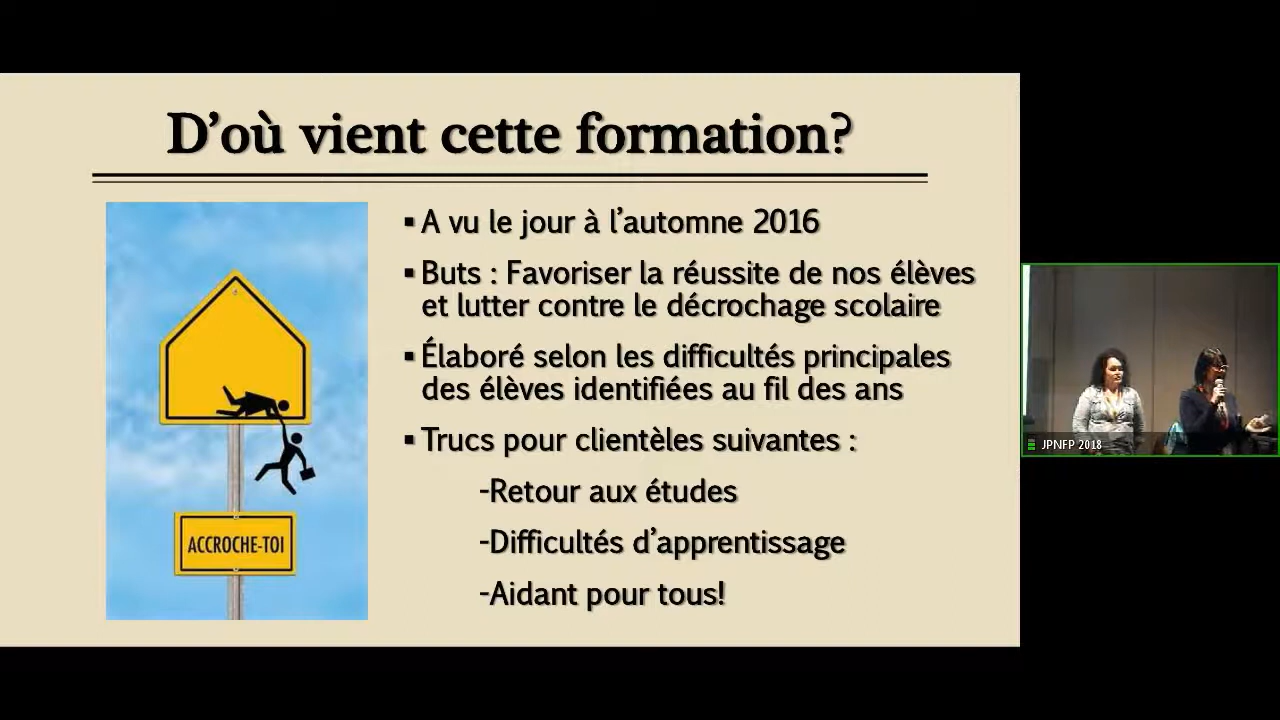 D'où vient cette formation?
▪ A vu le jour à l'automne 2016
▪ Buts : Favoriser la réussite de nos élèves
et lutter contre le décrochage scolaire
▪ Élaboré selon les difficultés principales
des élèves identifiées au fil des ans
▪ Trucs pour clientèles suivantes :
-Retour aux études
-Difficultés d'apprentissage
-Aidant pour tous!
ACCROCHE-TOI
JPNFP 2018